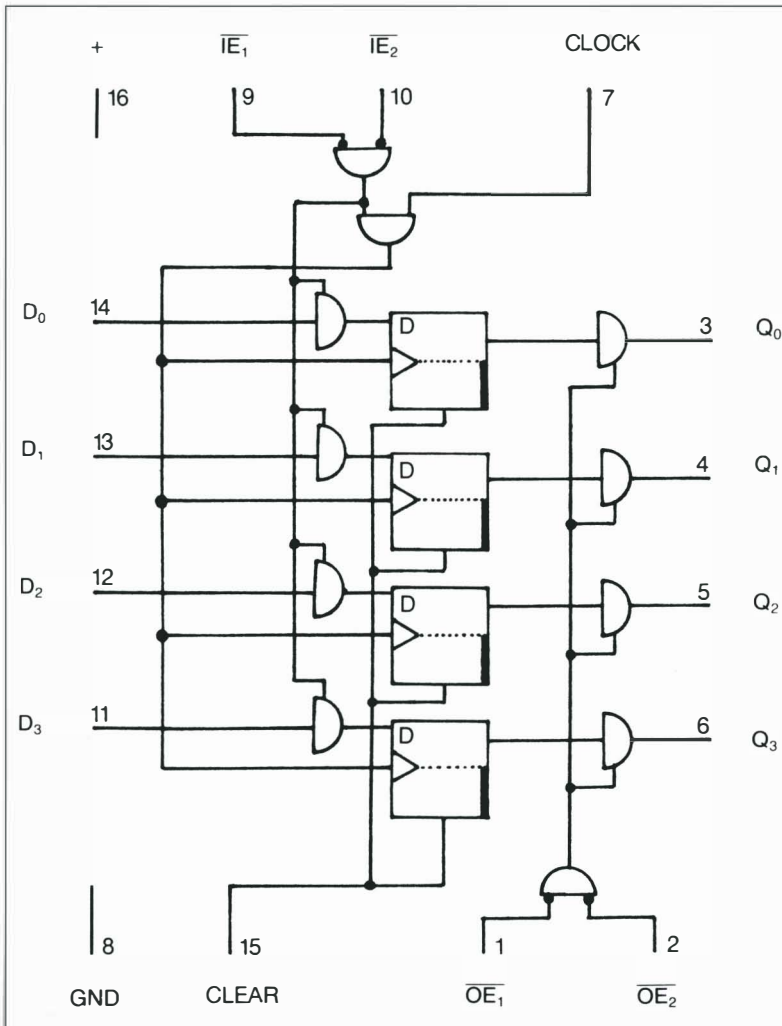 + IE₁ IE₂ CLOCK
16 9 10 7
D₀ 14 D 3 Q₀
D₁ 13 D 4 Q₁
D₂ 12 D 5 Q₂
D₃ 11 D 6 Q₃
8 15 1 2
GND CLEAR OE₁ OE₂